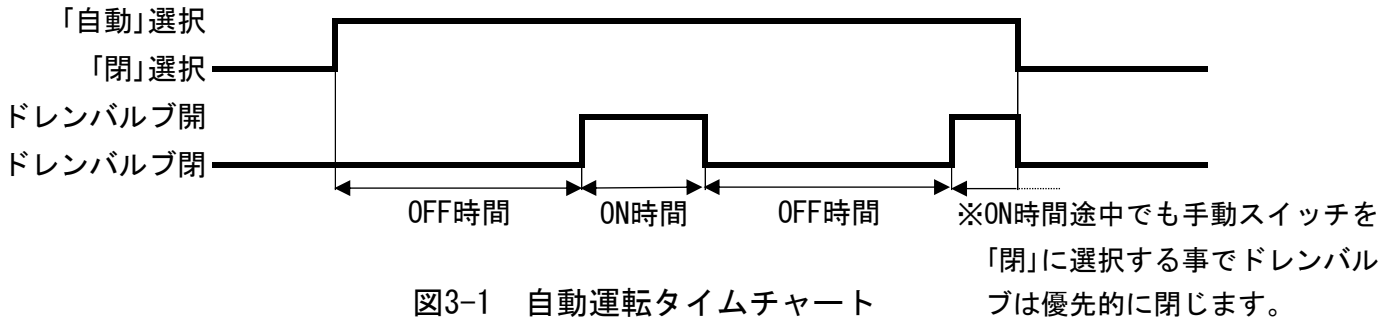 「自動」選択
「閉」選択
ドレンバルブ開
ドレンバルブ閉
OFF時間
ON時間
OFF時間
※ON時間途中でも手動スイッチを
「閉」に選択する事でドレンバル
ブは優先的に閉じます。
図3-1 自動運転タイムチャート